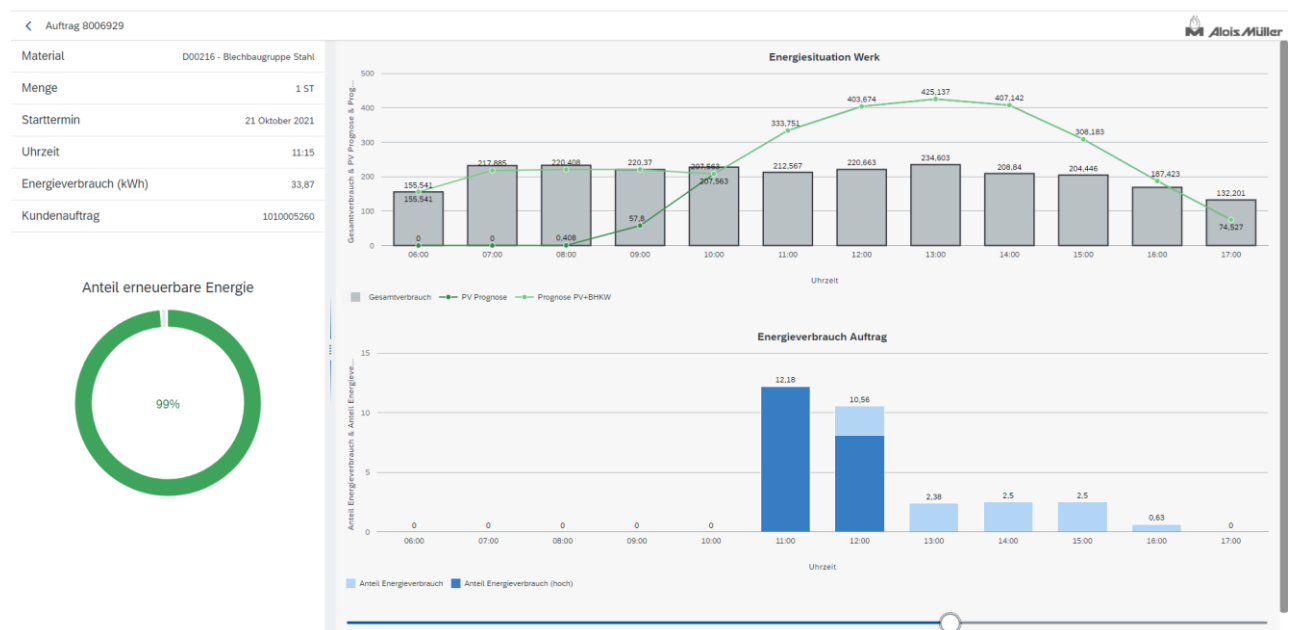 Auftrag 8006929
Alois Müller
Material D00216 - Blechbaugruppe Stahl
Menge 1 ST
Starttermin 21 Oktober 2021
Uhrzeit 11:15
Energieverbrauch (kWh) 33,87
Kundenauftrag 1010005260
Anteil erneuerbare Energie
99%
Energiesituation Werk
Gesamtverbrauch & PV Prognose & Prog...
500
400
300
200
100
0
155,541
155,541
0
217,885
0
220,408
0,408
220,37
57,8
207,563
207,563
333,751
212,567
403,674
220,663
425,137
234,603
407,142
208,84
308,183
204,446
187,423
132,201
74,527
06:00 07:00 08:00 09:00 10:00 11:00 12:00 13:00 14:00 15:00 16:00 17:00
Uhrzeit
Gesamtverbrauch PV Prognose Prognose PV+BHKW
Energieverbrauch Auftrag
Anteil Energieverbrauch & Anteil Energieve...
15
10
5
0
0 0 0 0 0 12,18 10,56 2,38 2,5 2,5 0,63 0
06:00 07:00 08:00 09:00 10:00 11:00 12:00 13:00 14:00 15:00 16:00 17:00
Uhrzeit
Anteil Energieverbrauch Anteil Energieverbrauch (hoch)